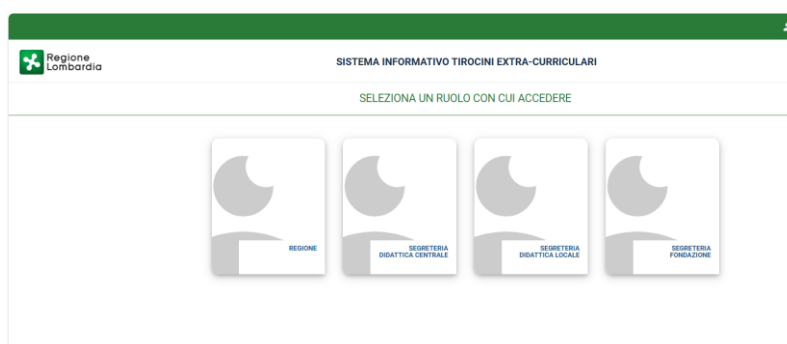 Regione
Lombardia
SISTEMA INFORMATIVO TIROCINI EXTRA-CURRICULARI
SELEZIONA UN RUOLO CON CUI ACCEDERE
REGIONE
SEGRETERIA
DIDATTICA CENTRALE
SEGRETERIA
DIDATTICA LOCALE
SEGRETERIA
FONDAZIONE